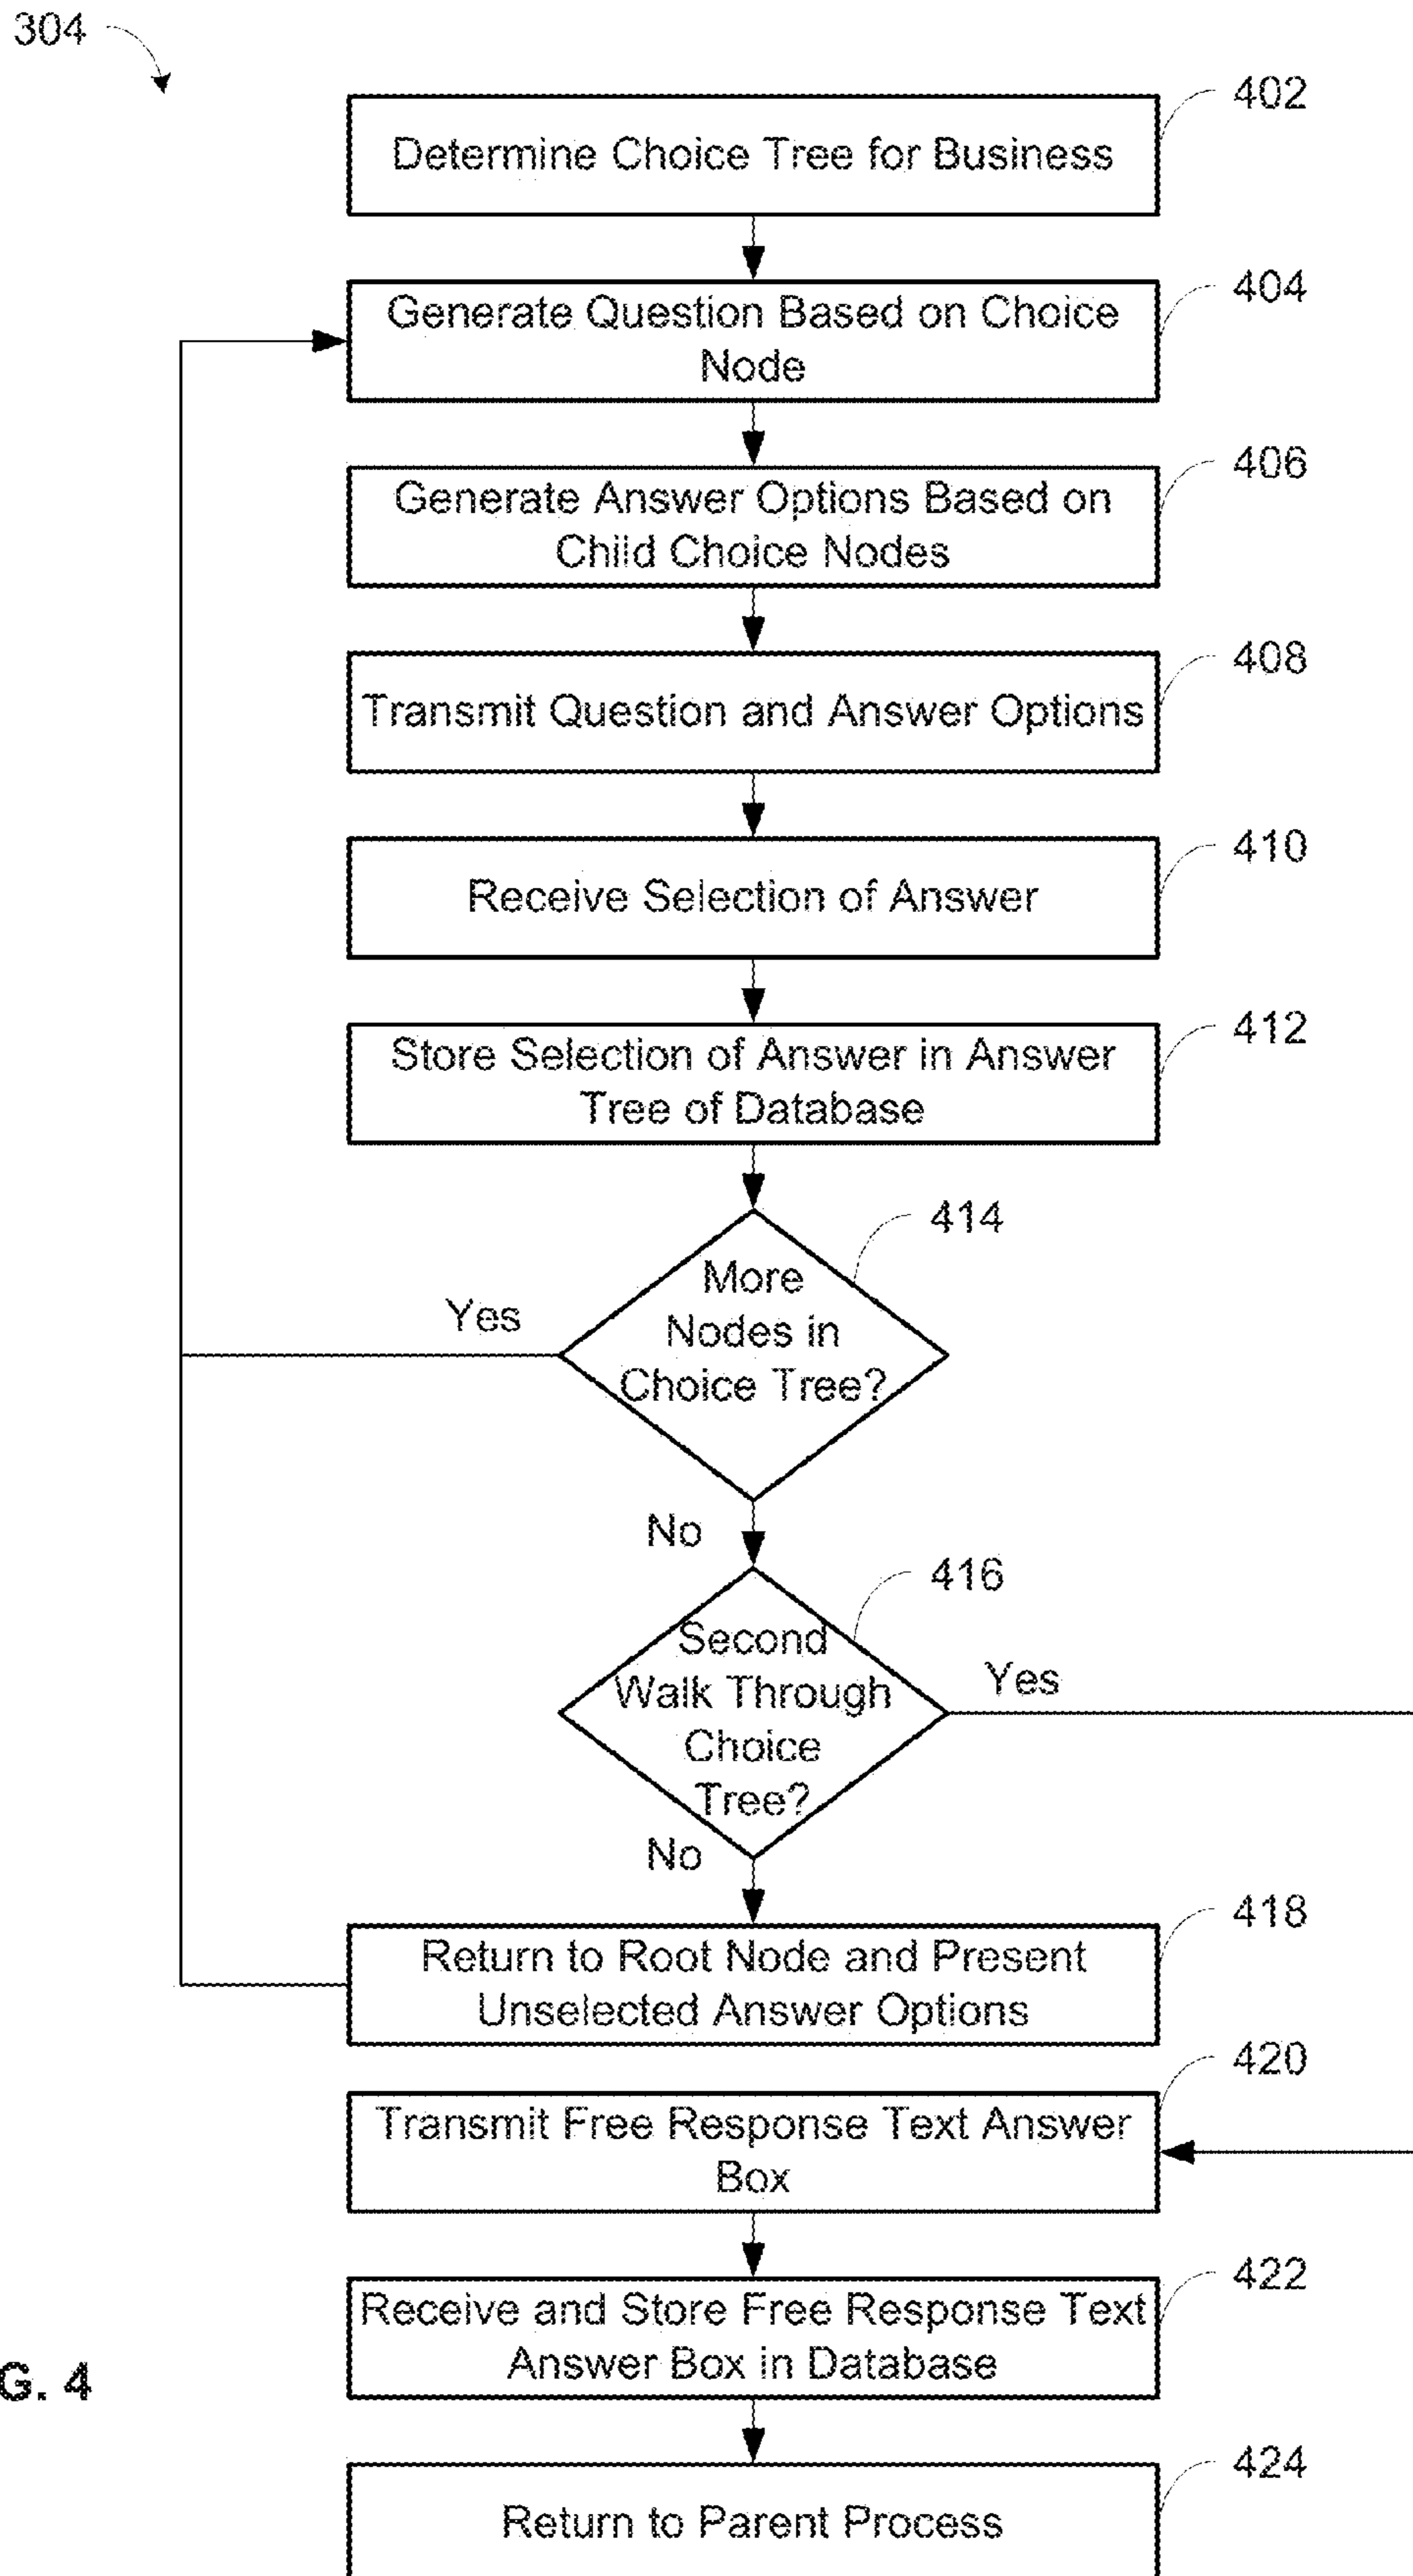 304
402
Determine Choice Tree for Business
404
Generate Question Based on Choice
Node
406
Generate Answer Options Based on
Child Choice Nodes
408
Transmit Question and Answer Options
410
Receive Selection of Answer
412
Store Selection of Answer in Answer
Tree of Database
414
More
Nodes in
Choice Tree?
Yes
No
416
Second
Walk Through
Choice
Tree?
Yes
No
418
Return to Root Node and Present
Unselected Answer Options
420
Transmit Free Response Text Answer
Box
422
Receive and Store Free Response Text
Answer Box in Database
G. 4
424
Return to Parent Process